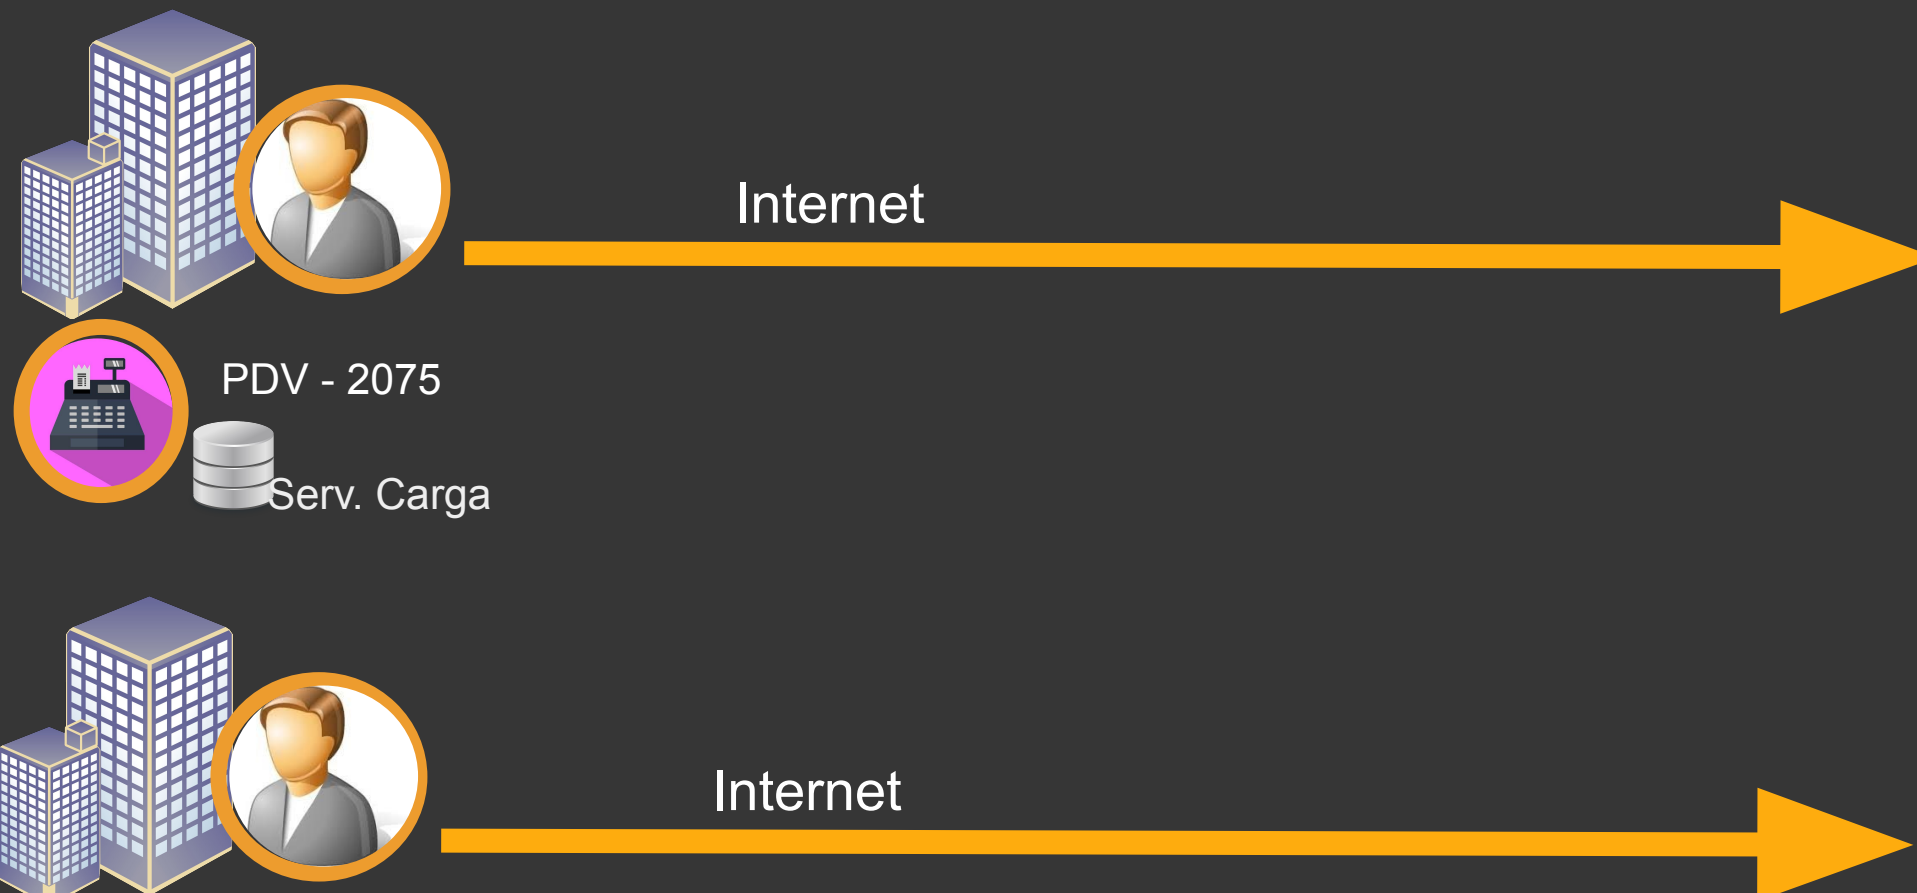 Internet
PDV - 2075
Serv. Carga
Internet